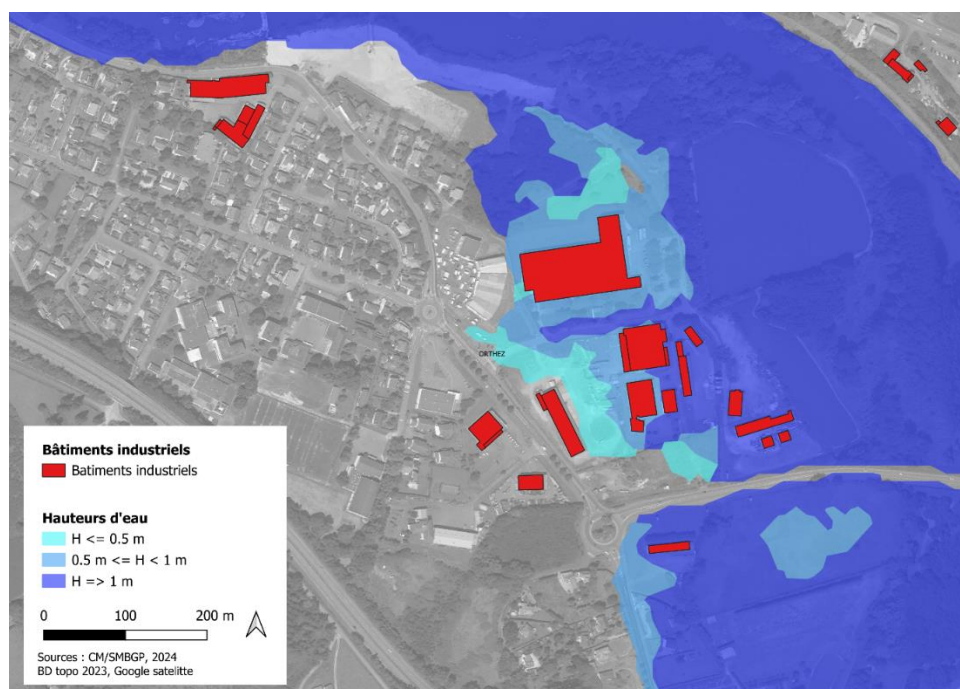 ORTHEZ
Bâtiments industriels
Batiments industriels
Hauteurs d'eau
H <= 0.5 m
0.5 m <= H < 1 m
H => 1 m
0 100 200 m
Sources : CM/SMBGP, 2024
BD topo 2023, Google satelitte